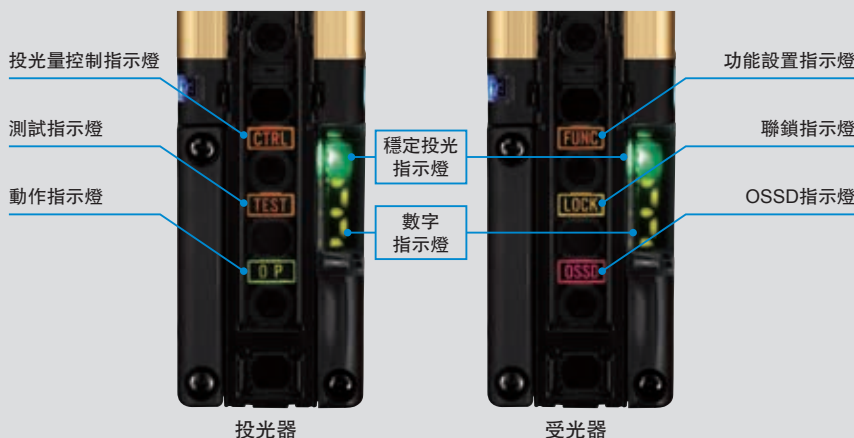 投光量控制指示燈
測試指示燈
動作指示燈
CTRL
TEST
OP
穩定投光
指示燈
數字
指示燈
FUNC
LOCK
OSSD
功能設置指示燈
聯鎖指示燈
OSSD指示燈
投光器
受光器